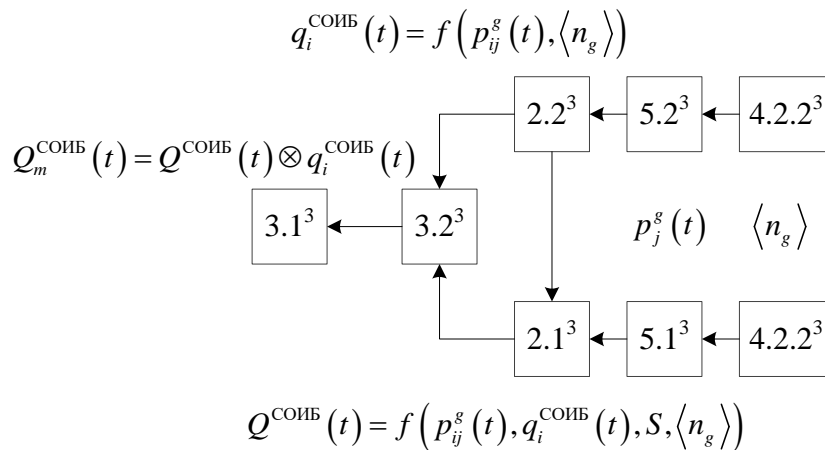 q_i^СОИБ (t) = f(p_ij^g (t), ⟨n_g⟩)
2.2³ 5.2³ 4.2.2³
Q_m^СОИБ (t) = Q^СОИБ (t) ⊗ q_i^СОИБ (t)
3.1³ 3.2³ p_j^g (t) ⟨n_g⟩
2.1³ 5.1³ 4.2.2³
Q^СОИБ (t) = f(p_ij^g (t), q_i^СОИБ (t), S, ⟨n_g⟩)